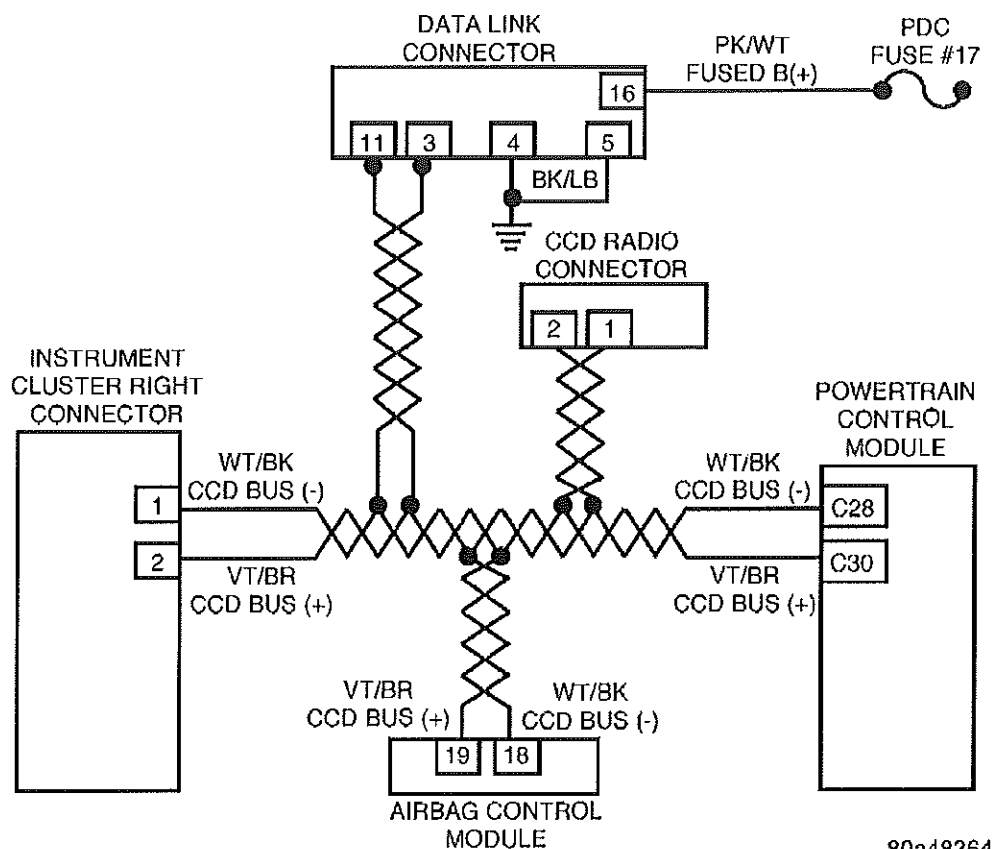 DATA LINK
CONNECTOR
PK/WT
FUSED B(+)
PDC
FUSE #17
16
11
3
4
5
BK/LB
CCD RADIO
CONNECTOR
2
1
INSTRUMENT
CLUSTER RIGHT
CONNECTOR
POWERTRAIN
CONTROL
MODULE
1
WT/BK
CCD BUS (-)
WT/BK
CCD BUS (-)
C28
2
VT/BR
CCD BUS (+)
VT/BR
CCD BUS (+)
C30
VT/BR
CCD BUS (+)
WT/BK
CCD BUS (-)
19
18
AIRBAG CONTROL
MODULE